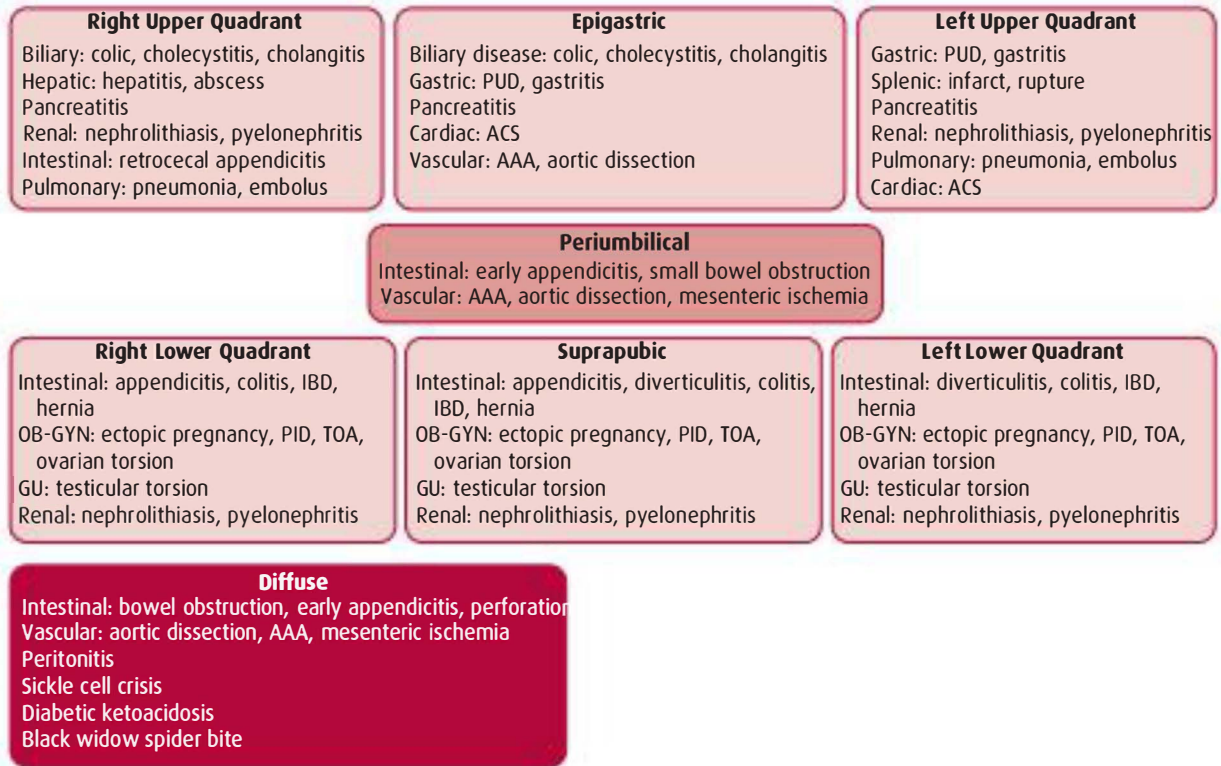 Right Upper Quadrant
Biliary: colic, cholecystitis, cholangitis
Hepatic: hepatitis, abscess
Pancreatitis
Renal: nephrolithiasis, pyelonephritis
Intestinal: retrocecal appendicitis
Pulmonary: pneumonia, embolus
Epigastric
Biliary disease: colic, cholecystitis, cholangitis
Gastric: PUD, gastritis
Pancreatitis
Cardiac: ACS
Vascular: AAA, aortic dissection
Left Upper Quadrant
Gastric: PUD, gastritis
Splenic: infarct, rupture
Pancreatitis
Renal: nephrolithiasis, pyelonephritis
Pulmonary: pneumonia, embolus
Cardiac: ACS
Periumbilical
Intestinal: early appendicitis, small bowel obstruction
Vascular: AAA, aortic dissection, mesenteric ischemia
Right Lower Quadrant
Intestinal: appendicitis, colitis, IBD,
hernia
OB-GYN: ectopic pregnancy, PID, TOA,
ovarian torsion
GU: testicular torsion
Renal: nephrolithiasis, pyelonephritis
Suprapubic
Intestinal: appendicitis, diverticulitis, colitis,
IBD, hernia
OB-GYN: ectopic pregnancy, PID, TOA,
ovarian torsion
GU: testicular torsion
Renal: nephrolithiasis, pyelonephritis
Left Lower Quadrant
Intestinal: diverticulitis, colitis, IBD,
hernia
OB-GYN: ectopic pregnancy, PID, TOA,
ovarian torsion
GU: testicular torsion
Renal: nephrolithiasis, pyelonephritis
Diffuse
Intestinal: bowel obstruction, early appendicitis, perforation
Vascular: aortic dissection, AAA, mesenteric ischemia
Peritonitis
Sickle cell crisis
Diabetic ketoacidosis
Black widow spider bite